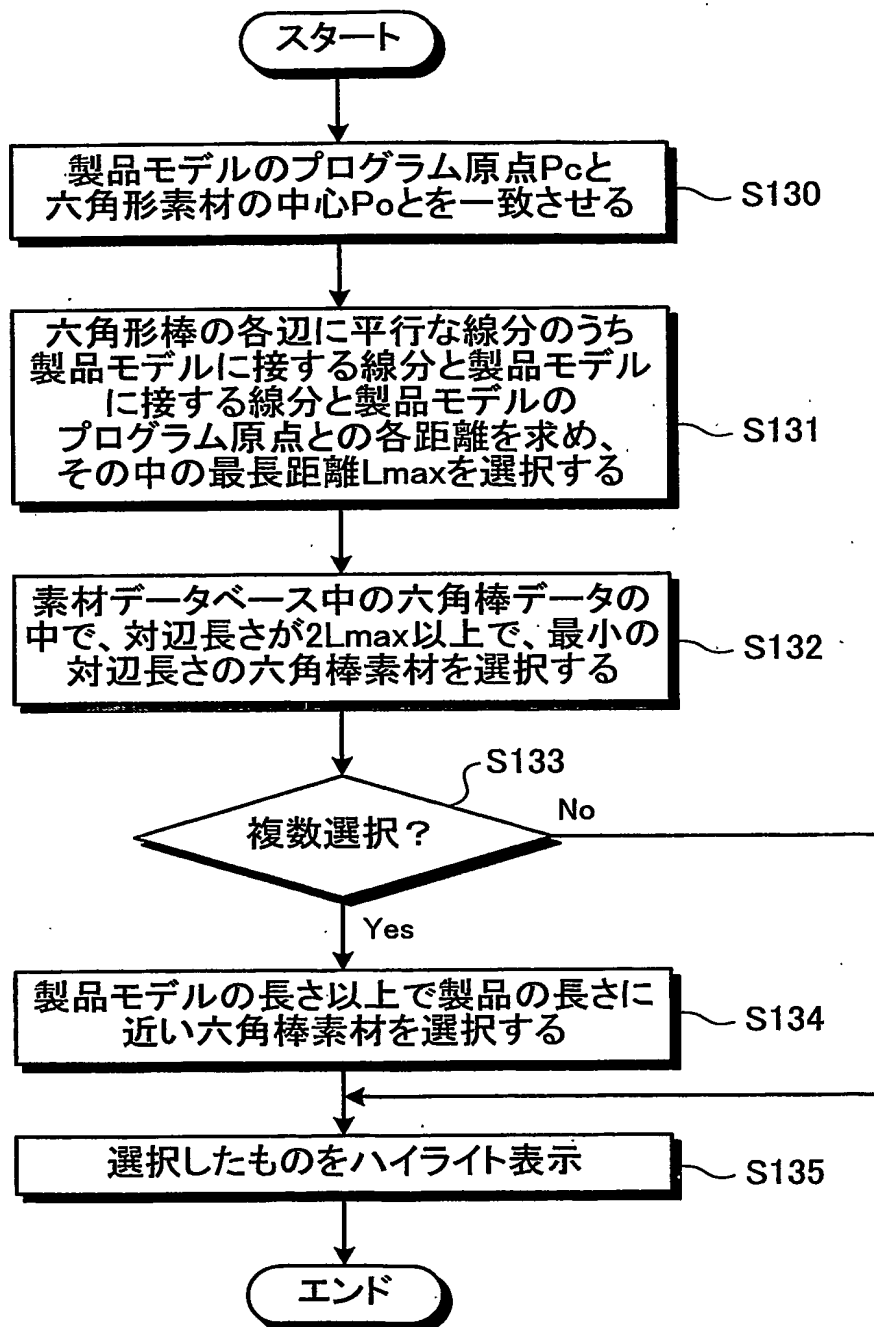 スタート
製品モデルのプログラム原点Pcと
六角形素材の中心Poとを一致させる
S130
六角形棒の各辺に平行な線分のうち
製品モデルに接する線分と製品モデル
に接する線分と製品モデルの
プログラム原点との各距離を求め、
その中の最長距離Lmaxを選択する
S131
素材データベース中の六角棒データの
中で、対辺長さが2Lmax以上で、最小の
対辺長さの六角棒素材を選択する
S132
S133
複数選択？
No
Yes
製品モデルの長さ以上で製品の長さに
近い六角棒素材を選択する
S134
選択したものをハイライト表示
S135
エンド